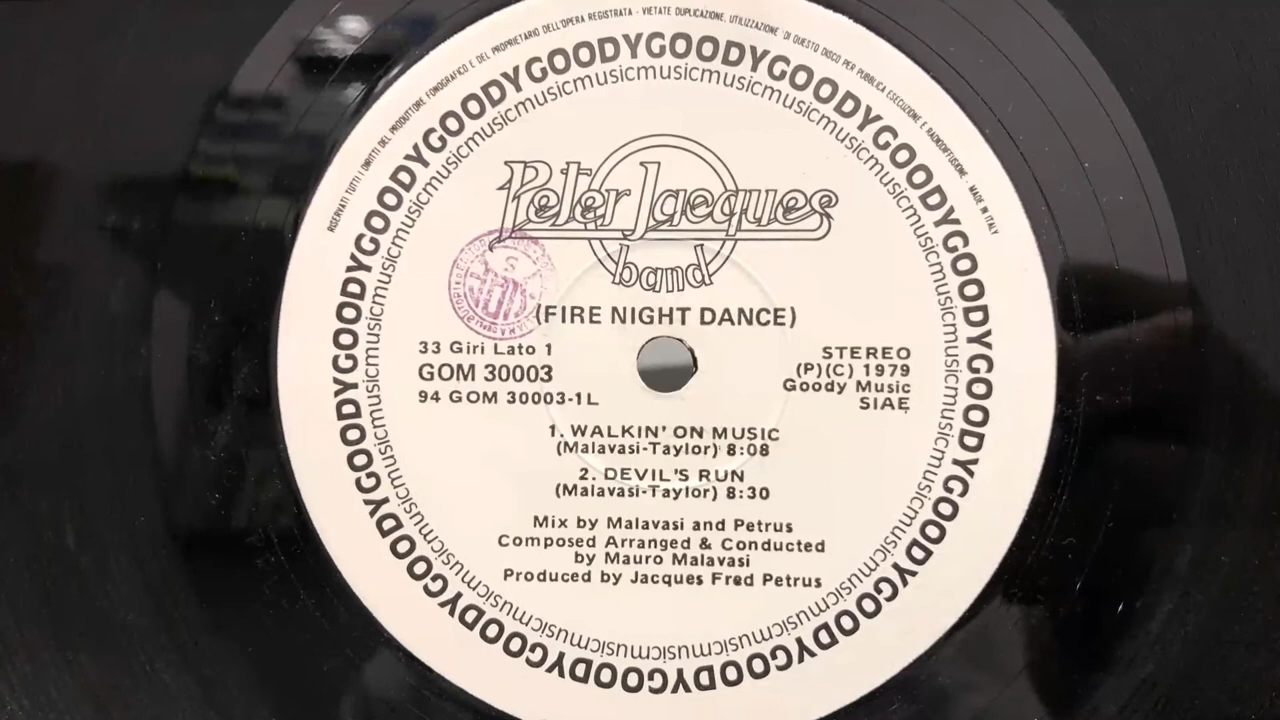 RISERVATI TUTTI I DIRITTI DEL PRODUTTORE FONOGRAFICO E DEL PROPRIETARIO DELL'OPERA REGISTRATA - VIETATE DUPLICAZIONE, UTILIZZAZIONE DI QUESTO DISCO PER PUBBLICA ESECUZIONE E RADIODIFFUSIONE - MADE IN ITALY
GOODYGOODYGOODYGOODYGOODYGOODYGOODYGOODYGOODYGOODYGOODYGOODYGOODYGOODYGOODYGOODY
musicmusicmusicmusicmusicmusicmusicmusicmusicmusicmusicmusicmusicmusicmusicmusicmusicmusicmusicmusicmusicmusicmusicmusic
Peter Jacques
band
(FIRE NIGHT DANCE)
33 Giri Lato 1
GOM 30003
94 GOM 30003-1L
STEREO
(P)(C) 1979
Goody Music
SIAE
1. WALKIN' ON MUSIC
(Malavasi-Taylor) 8:08
2. DEVIL'S RUN
(Malavasi-Taylor) 8:30
Mix by Malavasi and Petrus
Composed Arranged & Conducted
by Mauro Malavasi
Produced by Jacques Fred Petrus